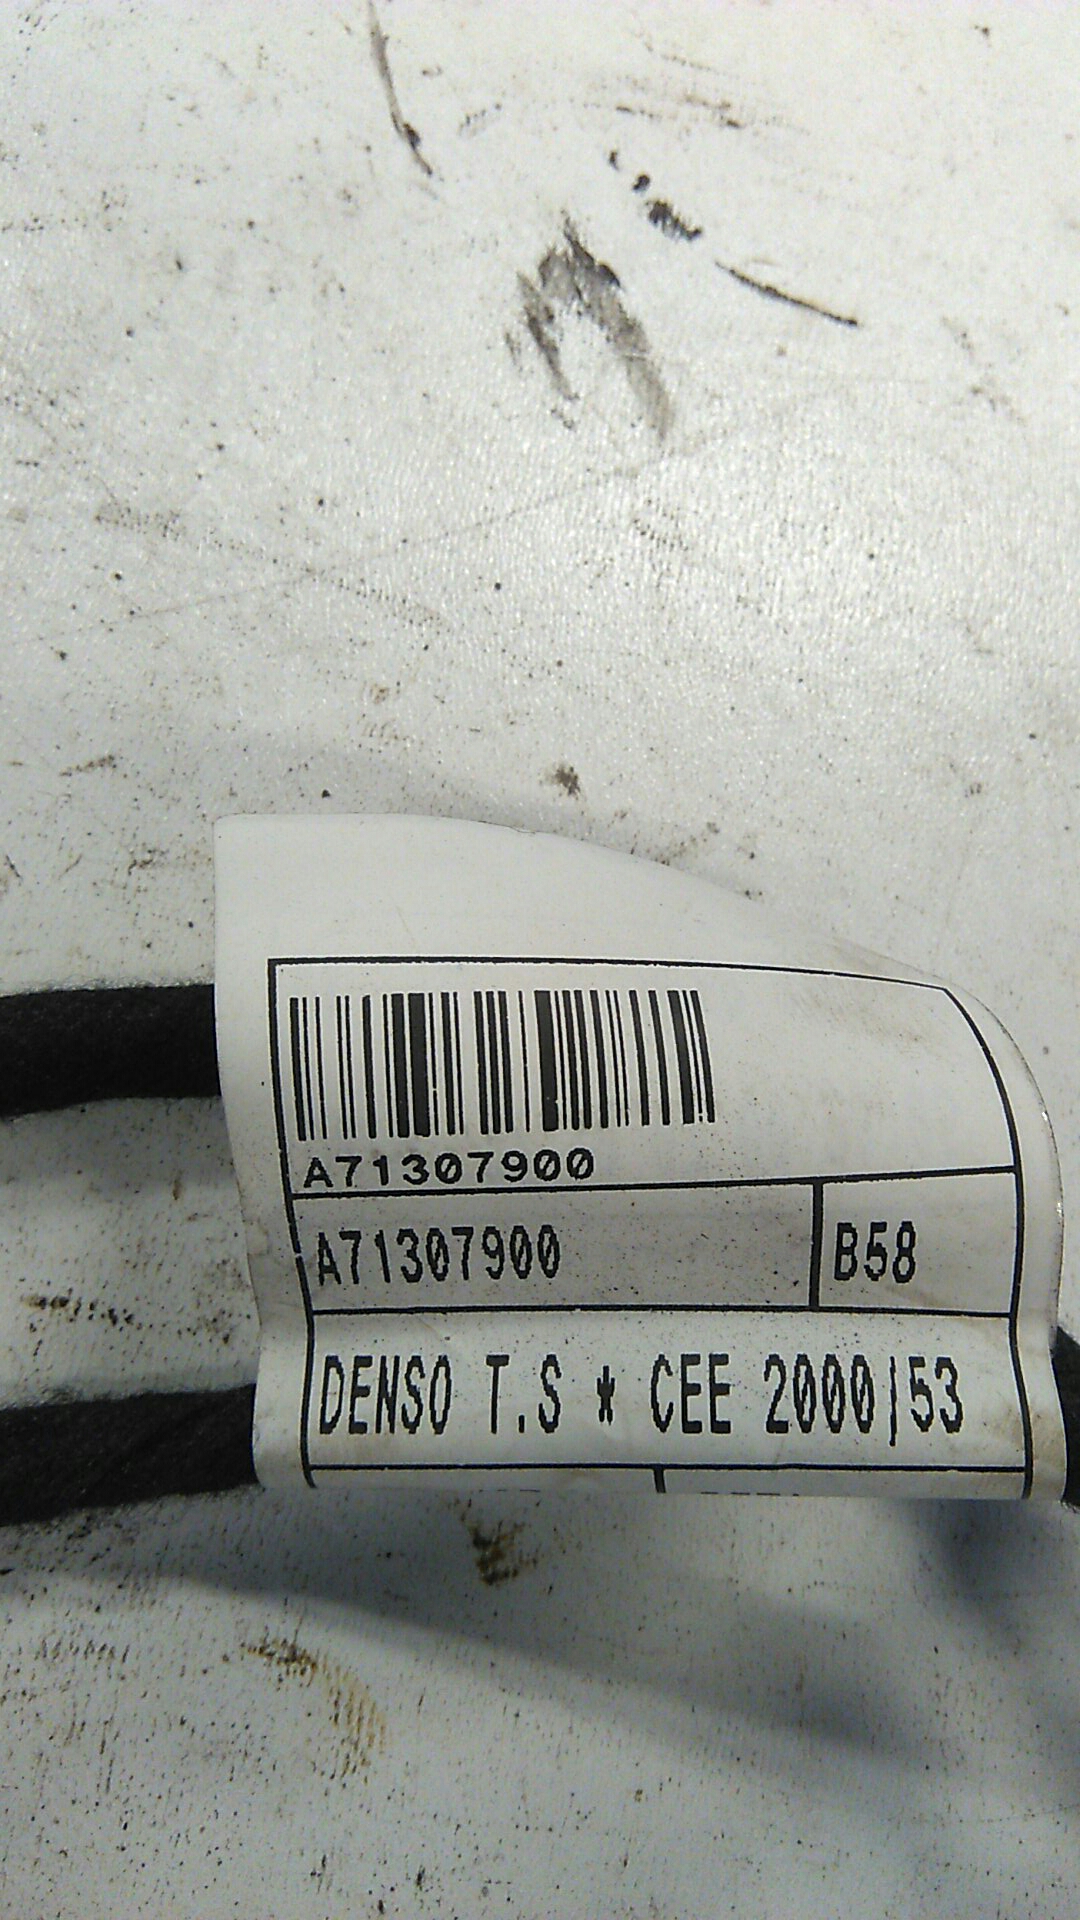 A71307900
A71307900 B58
DENSO T.S * CEE 2000/53